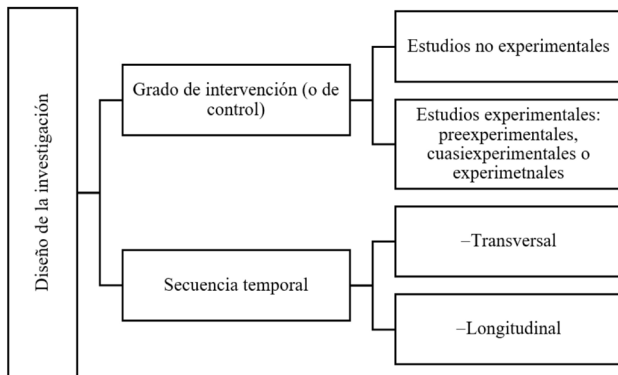 Diseño de la investigación
Grado de intervención (o de
control)
Estudios no experimentales
Estudios experimentales:
preexperimentales,
cuasiexperimentales o
experimetnales
Secuencia temporal
–Transversal
–Longitudinal